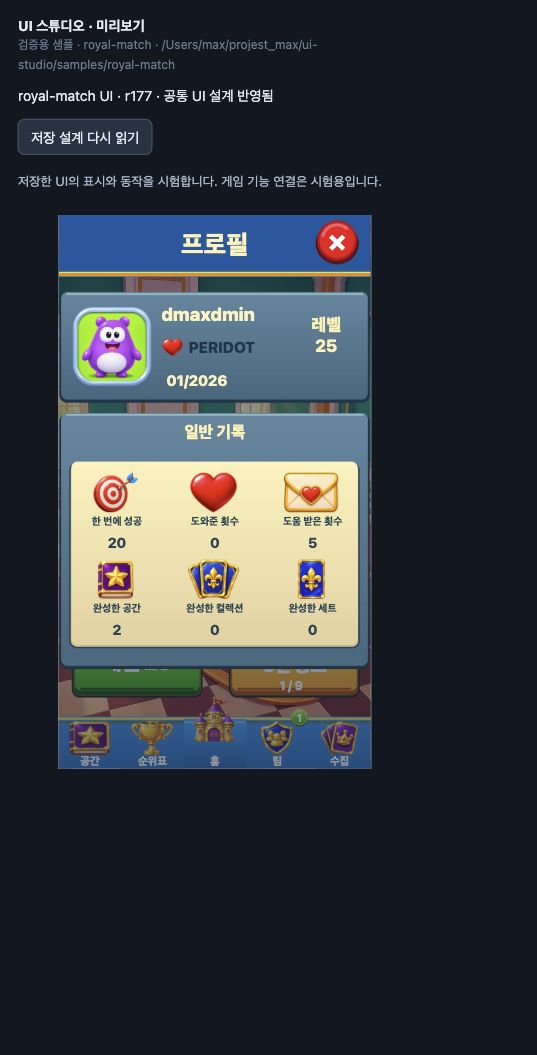 UI 스튜디오 · 미리보기
검증용 샘플 · royal-match · /Users/max/projest_max/ui-
studio/samples/royal-match
royal-match UI · r177 · 공통 UI 설계 반영됨
저장 설계 다시 읽기
저장한 UI의 표시와 동작을 시험합니다. 게임 기능 연결은 시험용입니다.
프로필
dmaxdmin
레벨
25
PERIDOT
01/2026
일반 기록
한 번에 성공
도와준 횟수
도움 받은 횟수
20
0
5
완성한 공간
완성한 컬렉션
완성한 세트
2
0
0
1/9
1
공간
순위표
홈
팀
수집